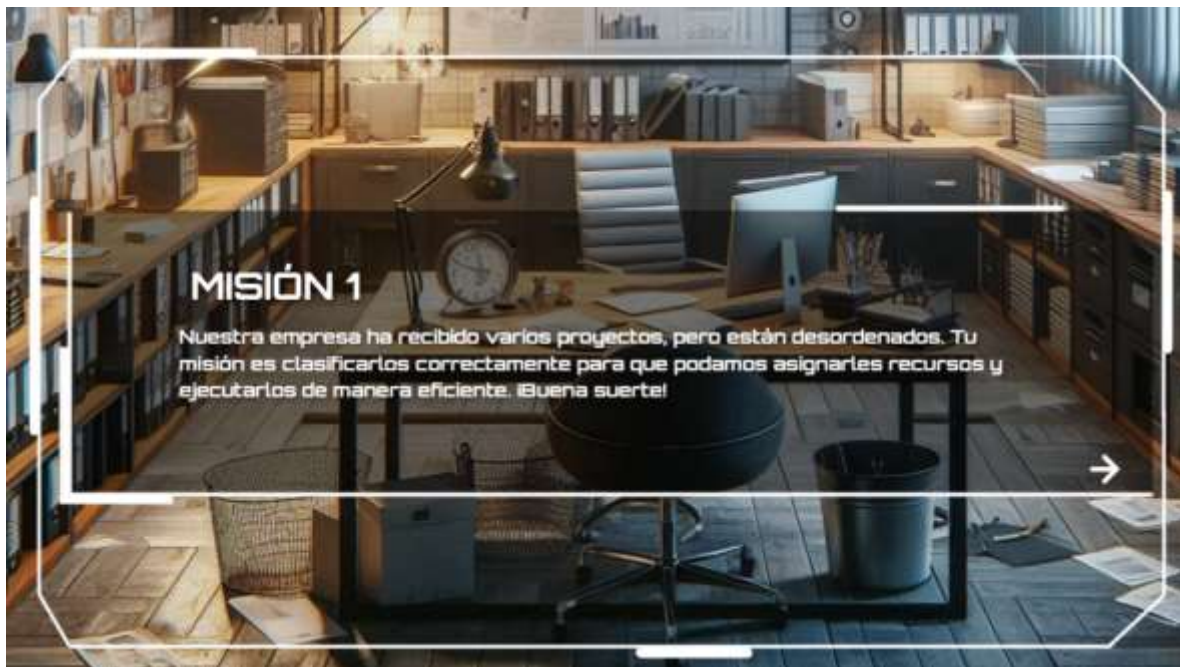 MISIÓN 1
Nuestra empresa ha recibido varios proyectos, pero están desordenados. Tu
misión es clasificarlos correctamente para que podamos asignarles recursos y
ejecutarlos de manera eficiente. ¡Buena suerte!